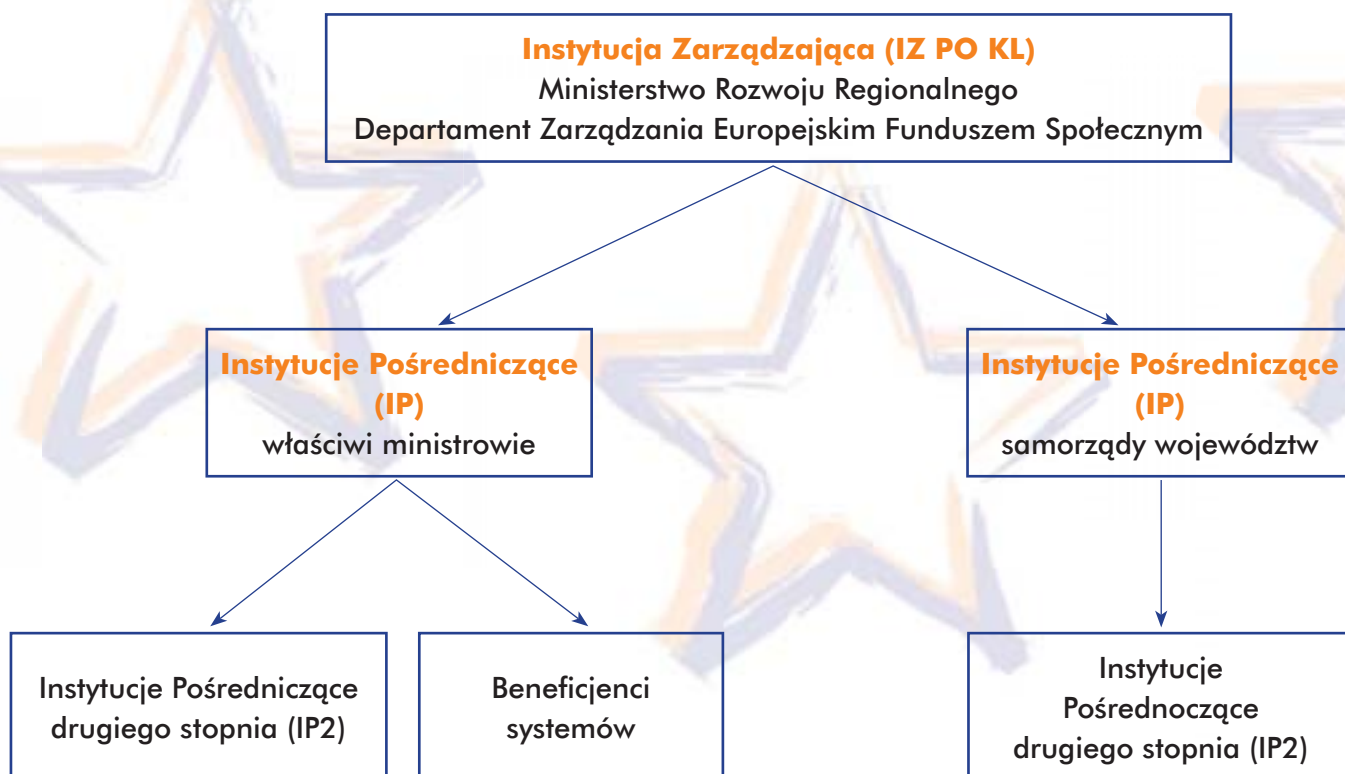 Instytucja Zarządzająca (IZ PO KL)
Ministerstwo Rozwoju Regionalnego
Departament Zarządzania Europejskim Funduszem Społecznym
Instytucje Pośredniczące
(IP)
właściwi ministrowie
Instytucje Pośredniczące
(IP)
samorządy województw
Instytucje Pośredniczące
drugiego stopnia (IP2)
Beneficjenci
systemów
Instytucje
Pośrednoczące
drugiego stopnia (IP2)